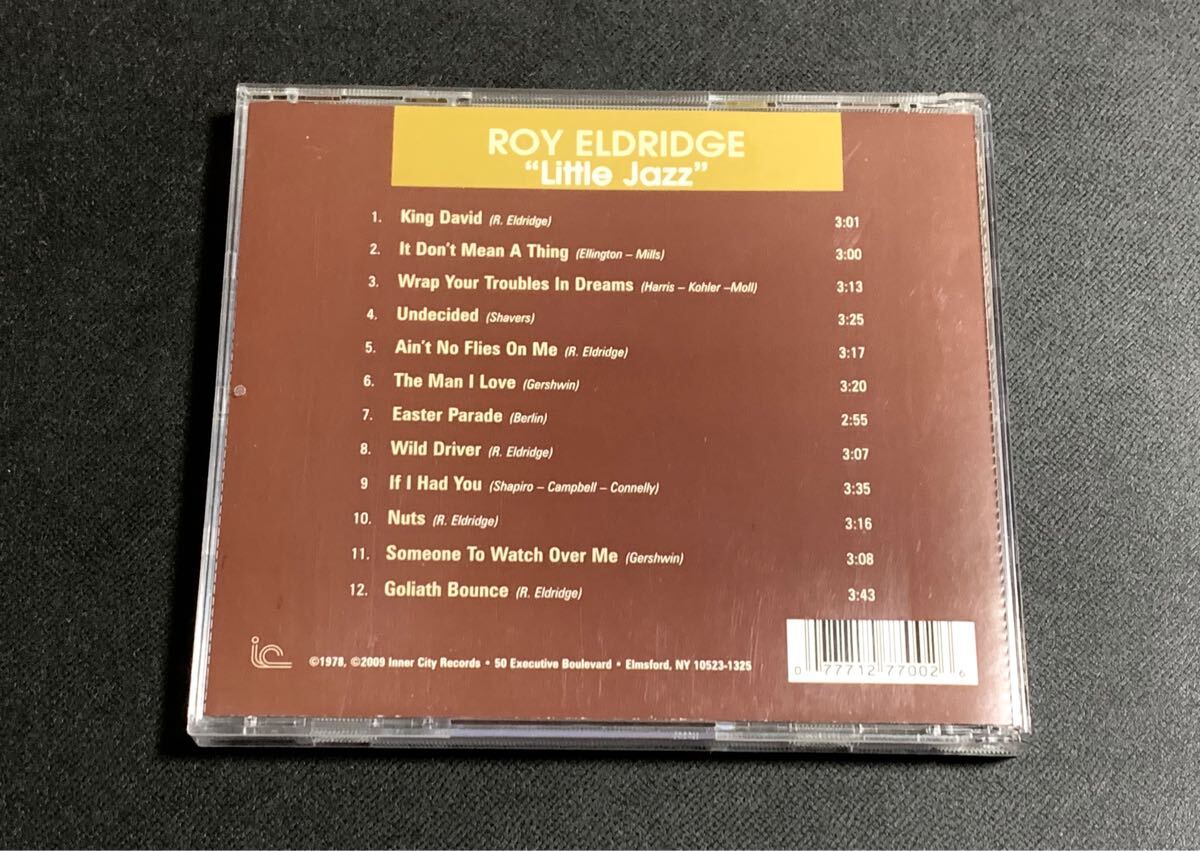 ROY ELDRIDGE
“Little Jazz”
1. King David (R. Eldridge) 3:01
2. It Don't Mean A Thing (Ellington – Mills) 3:00
3. Wrap Your Troubles In Dreams (Harris – Kohler –Moll) 3:13
4. Undecided (Shavers) 3:25
5. Ain't No Flies On Me (R. Eldridge) 3:17
6. The Man I Love (Gershwin) 3:20
7. Easter Parade (Berlin) 2:55
8. Wild Driver (R. Eldridge) 3:07
9 If I Had You (Shapiro – Campbell – Connelly) 3:35
10. Nuts (R. Eldridge) 3:16
11. Someone To Watch Over Me (Gershwin) 3:08
12. Goliath Bounce (R. Eldridge) 3:43
ic ©1978, ©2009 Inner City Records • 50 Executive Boulevard • Elmsford, NY 10523-1325
0 77712 77002 6